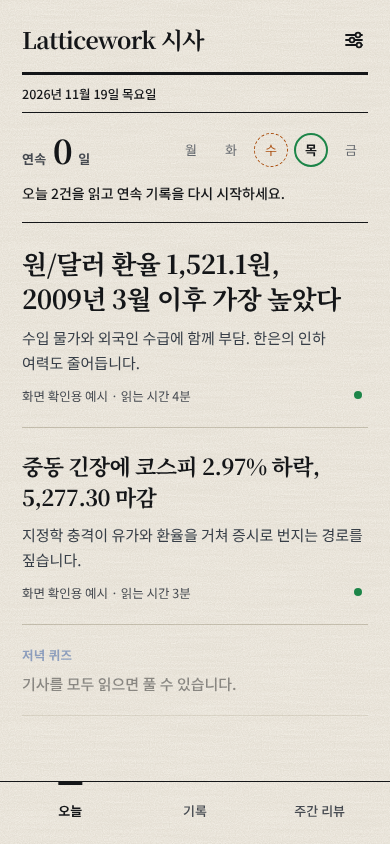 Latticework 시사
2026년 11월 19일 목요일
연속 0 일
월 화 수 목 금
오늘 2건을 읽고 연속 기록을 다시 시작하세요.
원/달러 환율 1,521.1원,
2009년 3월 이후 가장 높았다
수입 물가와 외국인 수급에 함께 부담. 한은의 인하
여력도 줄어듭니다.
화면 확인용 예시 · 읽는 시간 4분
중동 긴장에 코스피 2.97% 하락,
5,277.30 마감
지정학 충격이 유가와 환율을 거쳐 증시로 번지는 경로를
짚습니다.
화면 확인용 예시 · 읽는 시간 3분
저녁 퀴즈
기사를 모두 읽으면 풀 수 있습니다.
오늘 기록 주간 리뷰